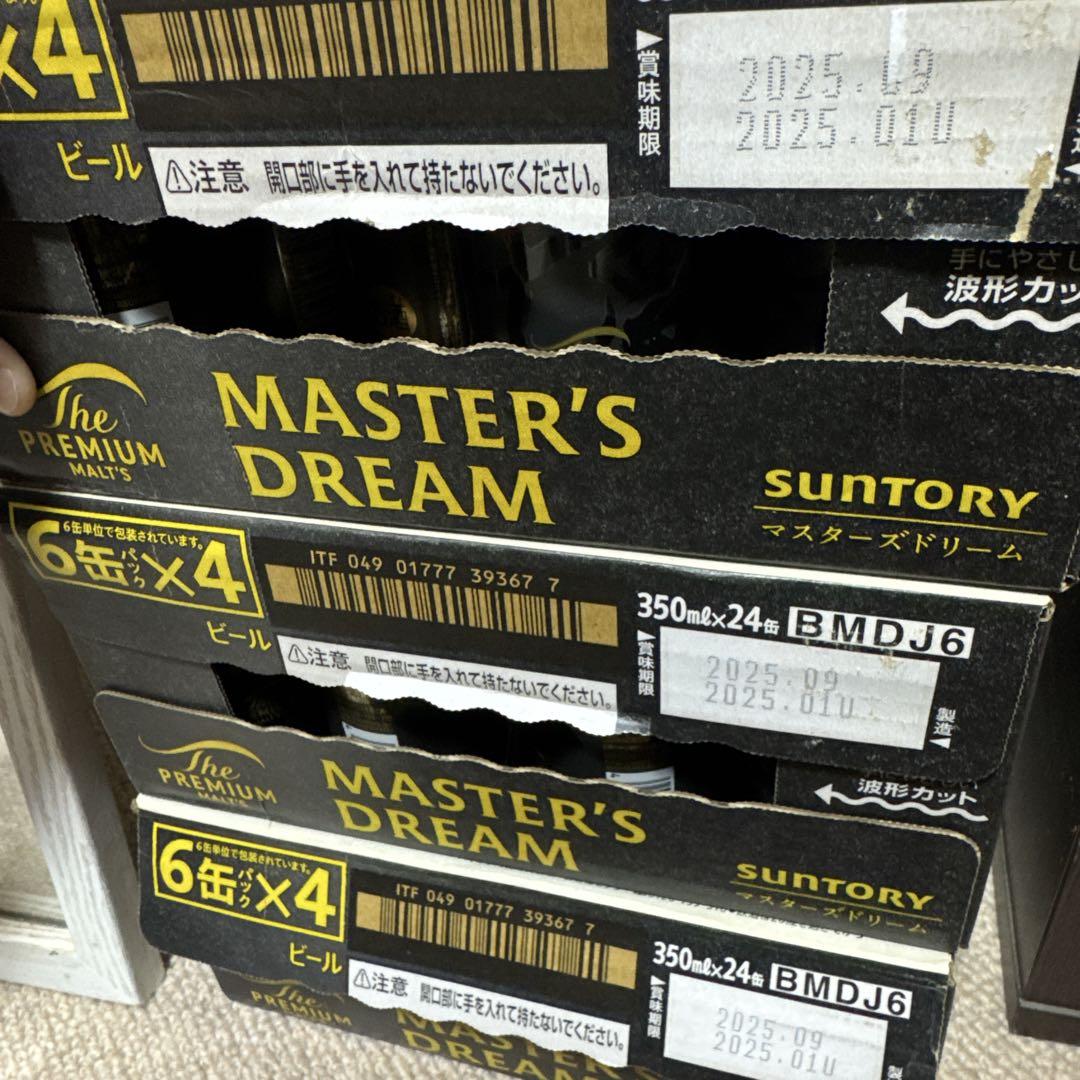 ×4
ビール
⚠注意 開口部に手を入れて持たないでください。
▶賞味期限
2025.09
2025.01U
手にやさし
波形カッ
The
PREMIUM
MALT'S
MASTER'S
DREAM
SUNTORY
マスターズドリーム
6缶単位で包装されています。
6缶パック×4
ビール
ITF 049 01777 39367 7
⚠注意 開口部に手を入れて持たないでください。
350ml×24缶 BMDJ6
▶賞味期限
2025.09
2025.01U
製造◀
波形カット
The
PREMIUM
MALT'S
MASTER'S
DREAM
SUNTORY
マスターズドリーム
6缶単位で包装されています。
6缶パック×4
ビール
ITF 049 01777 39367 7
⚠注意 開口部に手を入れて持たないでください。
350ml×24缶 BMDJ6
▶賞味期限
2025.09
2025.01U
The
PREMIUM
MASTER'S
DREAM